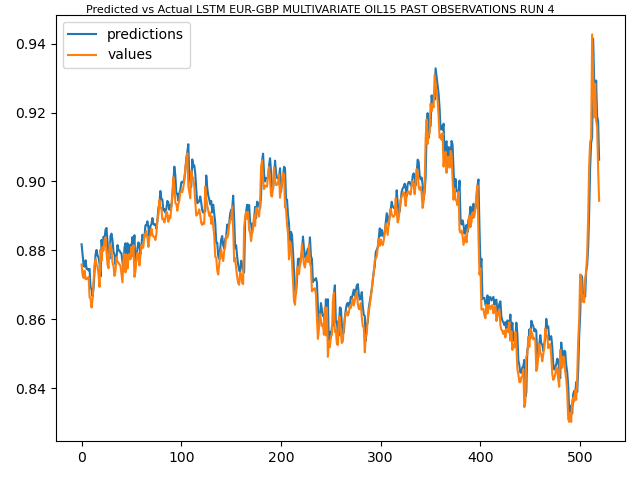 Predicted vs Actual LSTM EUR-GBP MULTIVARIATE OIL15 PAST OBSERVATIONS RUN 4
predictions
values
0.94
0.92
0.90
0.88
0.86
0.84
0 100 200 300 400 500